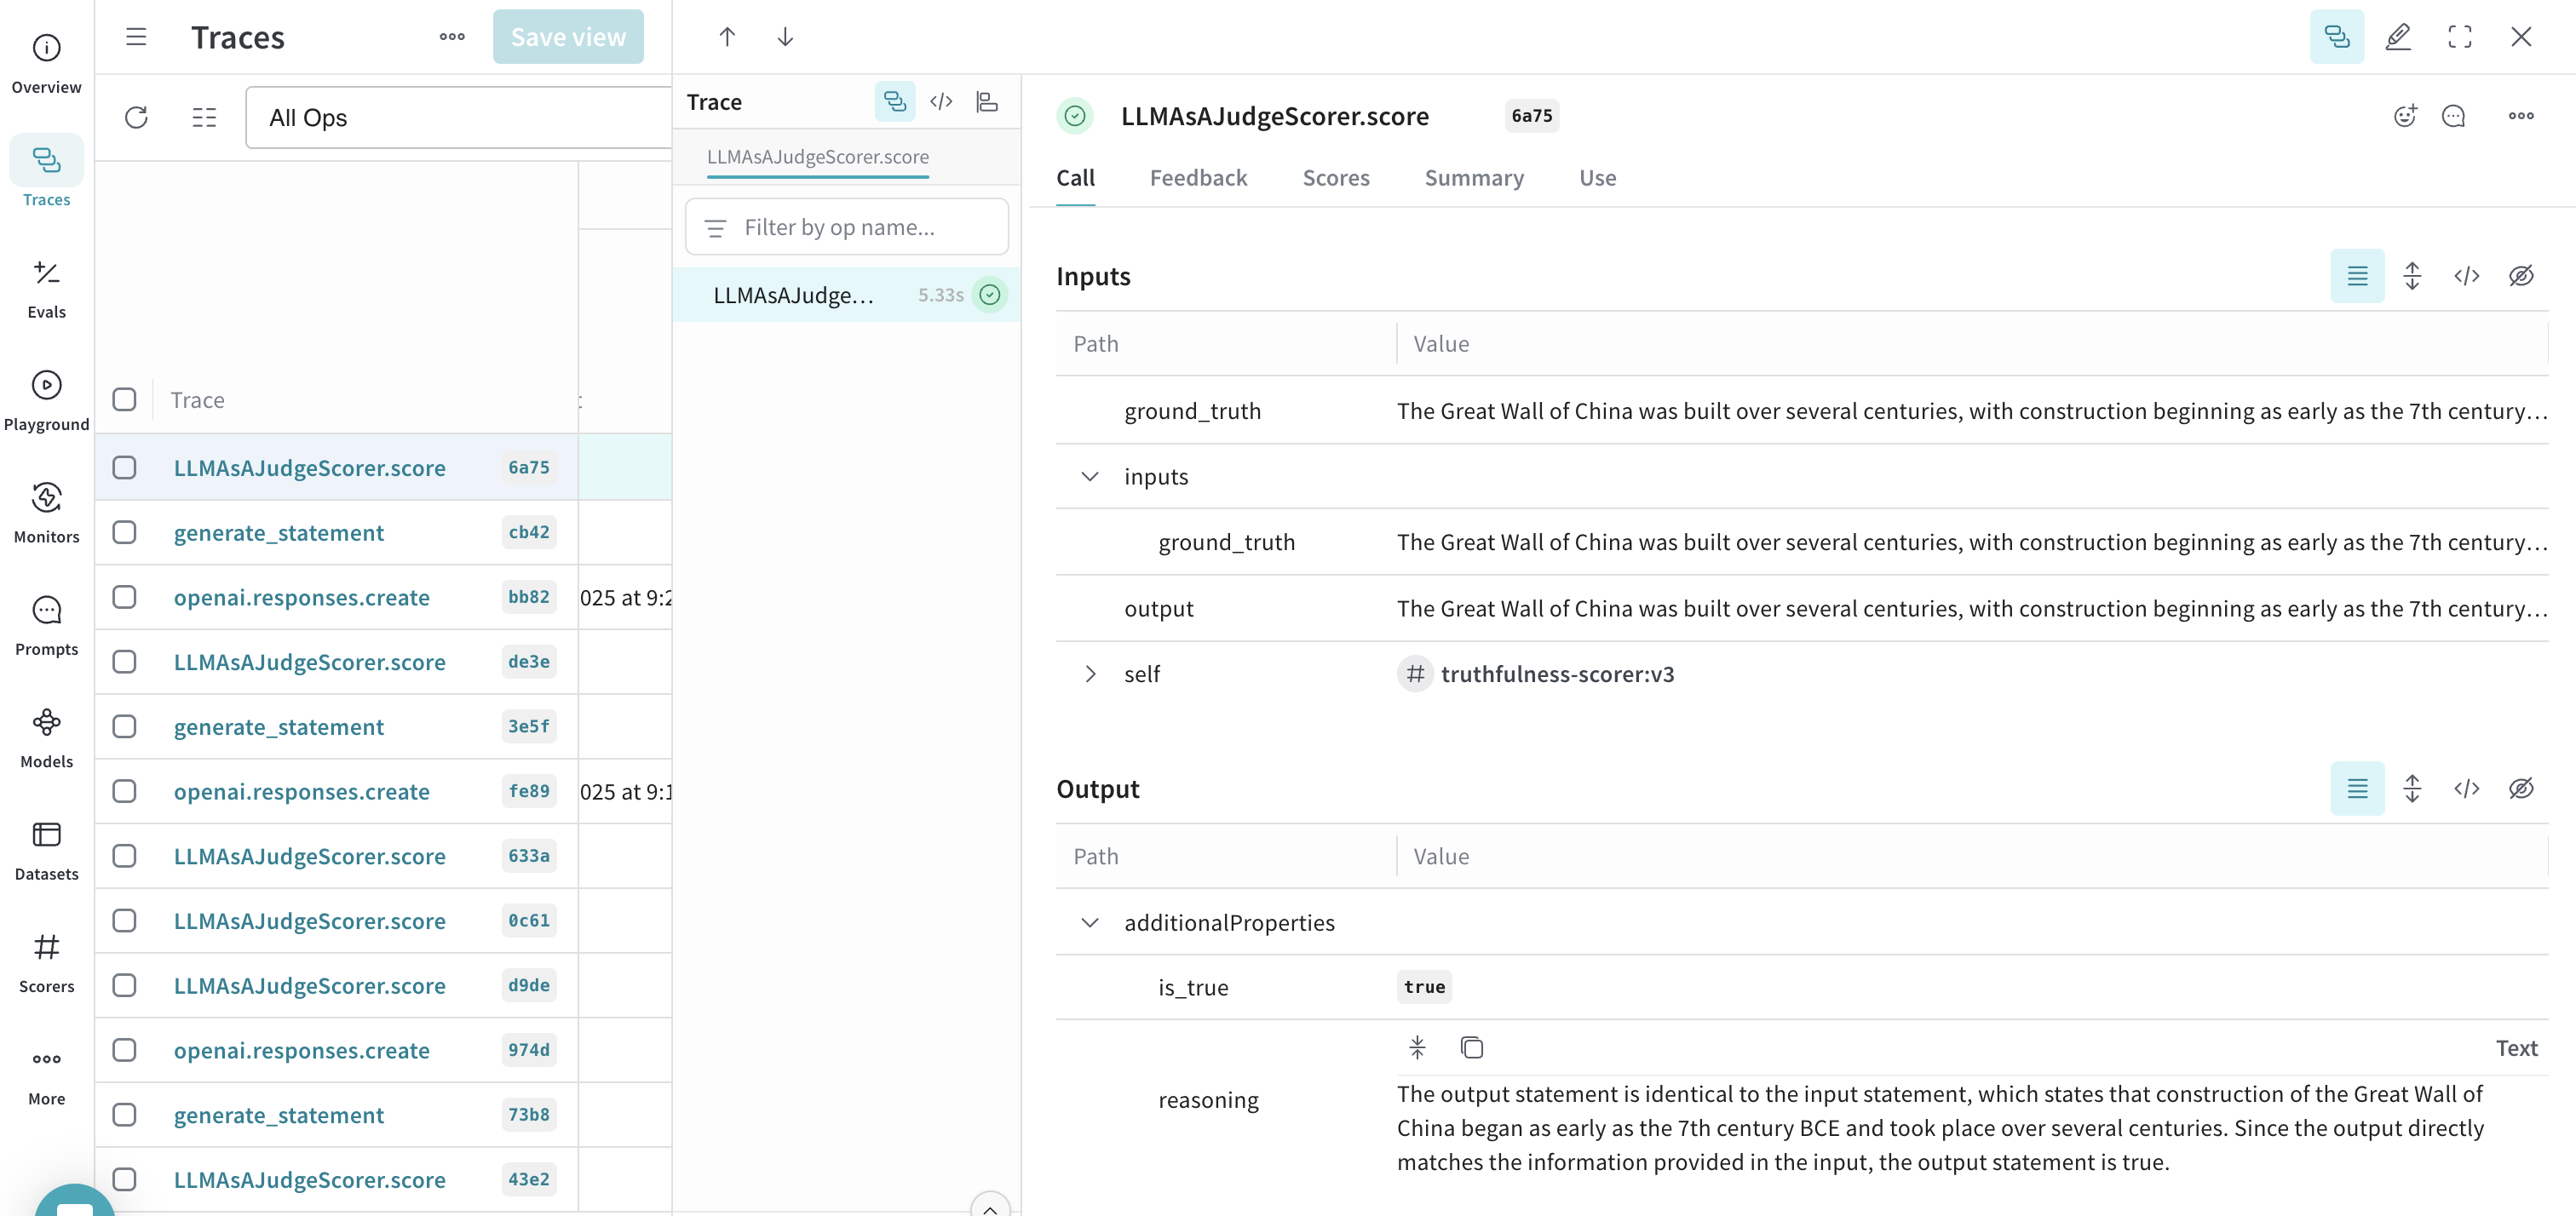 Overview
Traces
Evals
Playground
Monitors
Prompts
Models
Datasets
Scorers
More
Traces
Save view
All Ops
Trace
LLMAsAJudgeScorer.score 6a75
generate_statement cb42
openai.responses.create bb82 025 at 9:2
LLMAsAJudgeScorer.score de3e
generate_statement 3e5f
openai.responses.create fe89 025 at 9:1
LLMAsAJudgeScorer.score 633a
LLMAsAJudgeScorer.score 0c61
LLMAsAJudgeScorer.score d9de
openai.responses.create 974d
generate_statement 73b8
LLMAsAJudgeScorer.score 43e2
Trace
LLMAsAJudgeScorer.score
Filter by op name...
LLMAsAJudge... 5.33s
LLMAsAJudgeScorer.score 6a75
Call Feedback Scores Summary Use
Inputs
Path Value
ground_truth The Great Wall of China was built over several centuries, with construction beginning as early as the 7th century...
inputs
ground_truth The Great Wall of China was built over several centuries, with construction beginning as early as the 7th century...
output The Great Wall of China was built over several centuries, with construction beginning as early as the 7th century...
self truthfulness-scorer:v3
Output
Path Value
additionalProperties
is_true true
Text
reasoning
The output statement is identical to the input statement, which states that construction of the Great Wall of
China began as early as the 7th century BCE and took place over several centuries. Since the output directly
matches the information provided in the input, the output statement is true.